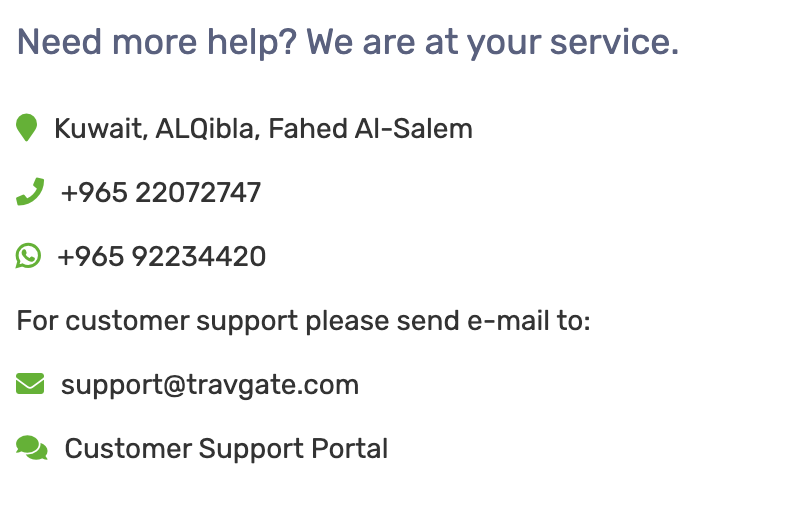 Need more help? We are at your service.
Kuwait, ALQibla, Fahed Al-Salem
+965 22072747
+965 92234420
For customer support please send e-mail to:
support@travgate.com
Customer Support Portal